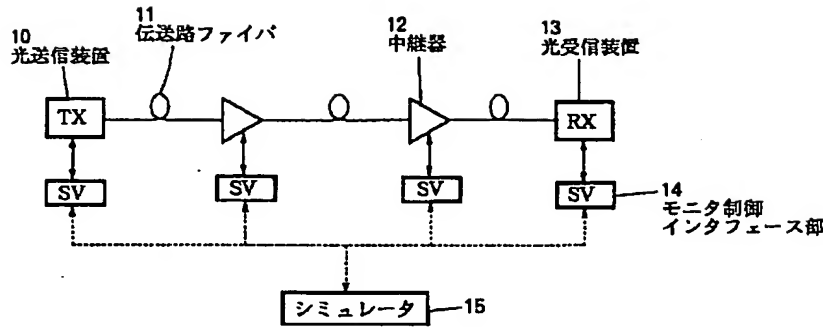 10
光送信装置
11
伝送路ファイバ
12
中継器
13
光受信装置
TX
RX
SV
SV
SV
SV
14
モニタ制御
インタフェース部
シミュレータ
15